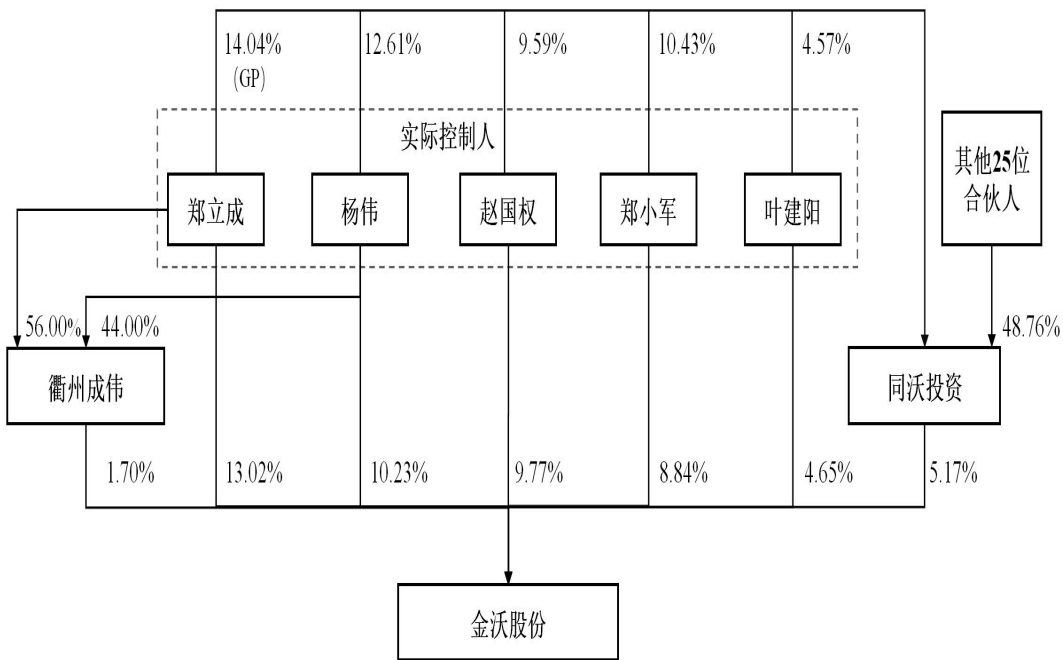 14.04%
(GP)
12.61%
9.59%
10.43%
4.57%
实际控制人
其他25位
合伙人
郑立成
杨伟
赵国权
郑小军
叶建阳
56.00%
44.00%
48.76%
衢州成伟
同沃投资
1.70%
13.02%
10.23%
9.77%
8.84%
4.65%
5.17%
金沃股份